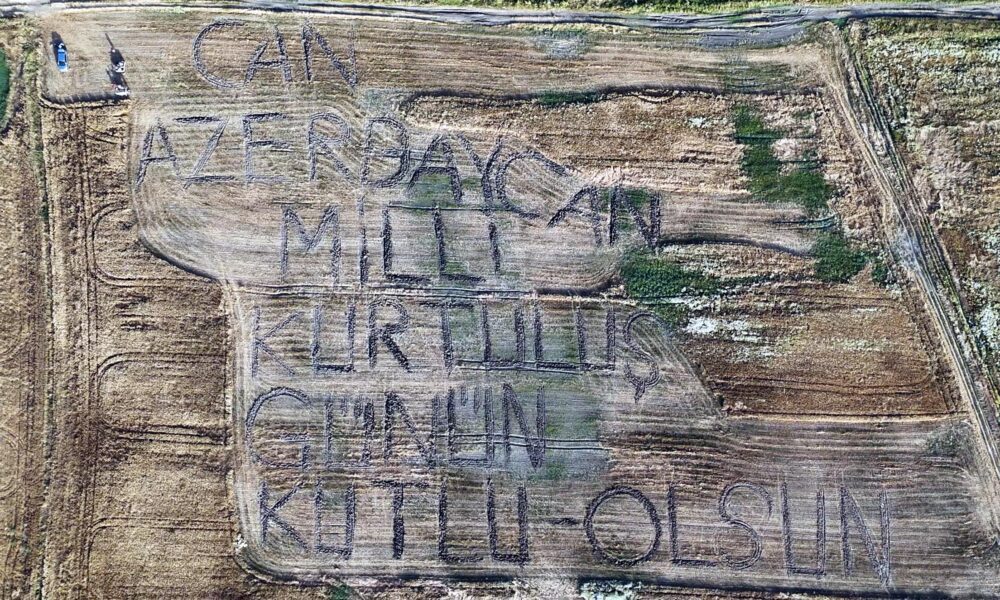 CAN
AZERBAYCAN
MİLLİ
KURTULUŞ
GÜNÜN
KUTLU OLSUN